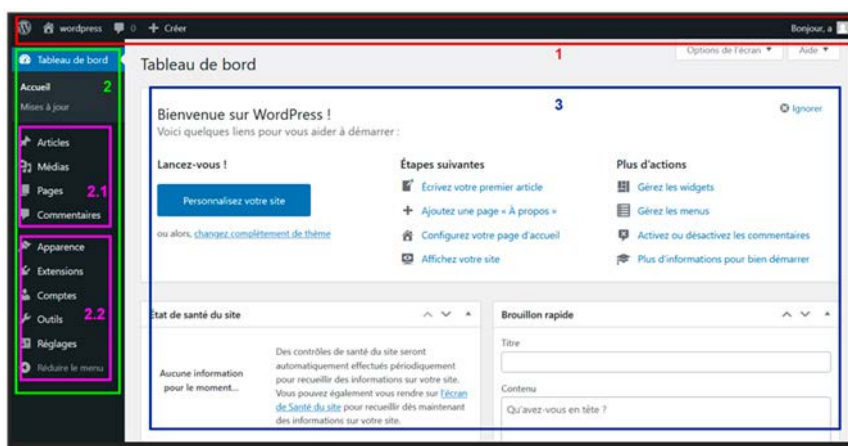 wordpress 0 + Créer
Bonjour, a
1
Tableau de bord
2
Accueil
Mises à jour
Articles
Médias
Pages
2.1
Commentaires
Apparence
Extensions
Comptes
2.2
Outils
Réglages
Réduire le menu
Options de l'écran ▼
Aide ▼
Tableau de bord
3
Bienvenue sur WordPress !
Ignorer
Voici quelques liens pour vous aider à démarrer :
Lancez-vous !
Personnalisez votre site
ou alors, changez complètement de thème
Étapes suivantes
Écrivez votre premier article
Ajoutez une page « À propos »
Configurez votre page d'accueil
Affichez votre site
Plus d'actions
Gérez les widgets
Gérez les menus
Activez ou désactivez les commentaires
Plus d'informations pour bien démarrer
État de santé du site
Aucune information
pour le moment...
Des contrôles de santé du site seront
automatiquement effectués périodiquement
pour recueillir des informations sur votre site.
Vous pouvez également vous rendre sur l'écran
de Santé du site pour recueillir dès maintenant
des informations sur votre site.
Brouillon rapide
Titre
Contenu
Qu'avez-vous en tête ?